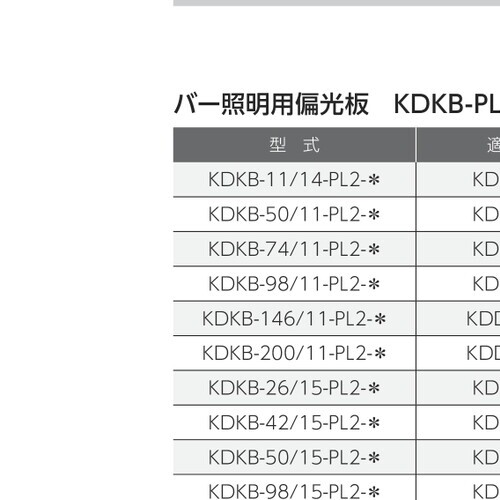 バー照明用偏光板　KDKB-PL
型　式　適
KDKB-11/14-PL2-＊　KD
KDKB-50/11-PL2-＊　KD
KDKB-74/11-PL2-＊　KD
KDKB-98/11-PL2-＊　KD
KDKB-146/11-PL2-＊　KDD
KDKB-200/11-PL2-＊　KDD
KDKB-26/15-PL2-＊　KD
KDKB-42/15-PL2-＊　KD
KDKB-50/15-PL2-＊　KD
KDKB-98/15-PL2-＊　KD